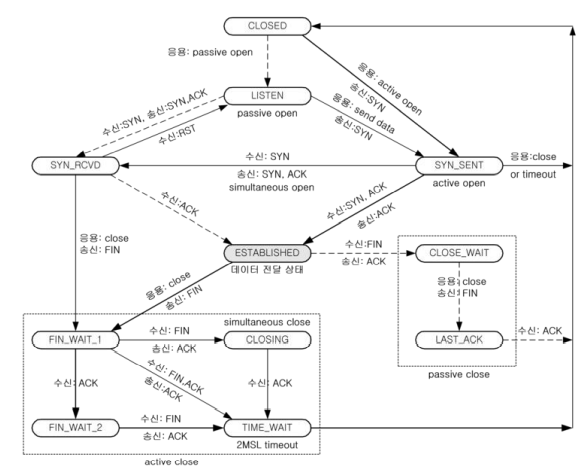 CLOSED
응용: passive open
응용: active open
송신:SYN
LISTEN
passive open
수신:SYN, 송신:SYN,ACK
수신:RST
응용: send data
송신:SYN
SYN_RCVD
수신: SYN
송신: SYN, ACK
simultaneous open
SYN_SENT
active open
응용:close
or timeout
수신:ACK
수신:SYN, ACK
송신:ACK
응용: close
송신: FIN
ESTABLISHED
데이터 전달 상태
수신:FIN
송신: ACK
CLOSE_WAIT
응용: close
송신: FIN
LAST_ACK
수신: ACK
passive close
응용: close
송신: FIN
simultaneous close
FIN_WAIT_1
수신: FIN
송신: ACK
CLOSING
수신: ACK
수신: FIN,ACK
송신:ACK
수신: ACK
FIN_WAIT_2
수신: FIN
송신: ACK
TIME_WAIT
2MSL timeout
active close